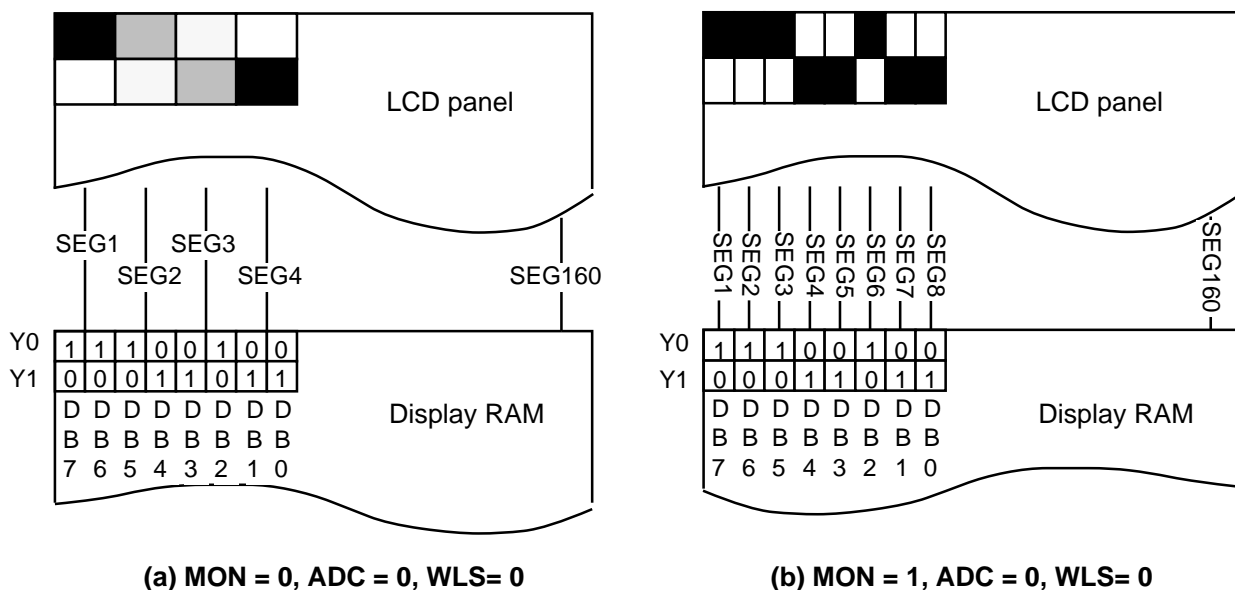 LCD panel
SEG1
SEG2
SEG3
SEG4
SEG160
Y0 1 1 1 0 0 1 0 0
Y1 0 0 0 1 1 0 1 1
D D D D D D D D
B B B B B B B B
7 6 5 4 3 2 1 0
Display RAM
(a) MON = 0, ADC = 0, WLS= 0
LCD panel
SEG1
SEG2
SEG3
SEG4
SEG5
SEG6
SEG7
SEG8
SEG160
Y0 1 1 1 0 0 1 0 0
Y1 0 0 0 1 1 0 1 1
D D D D D D D D
B B B B B B B B
7 6 5 4 3 2 1 0
Display RAM
(b) MON = 1, ADC = 0, WLS= 0